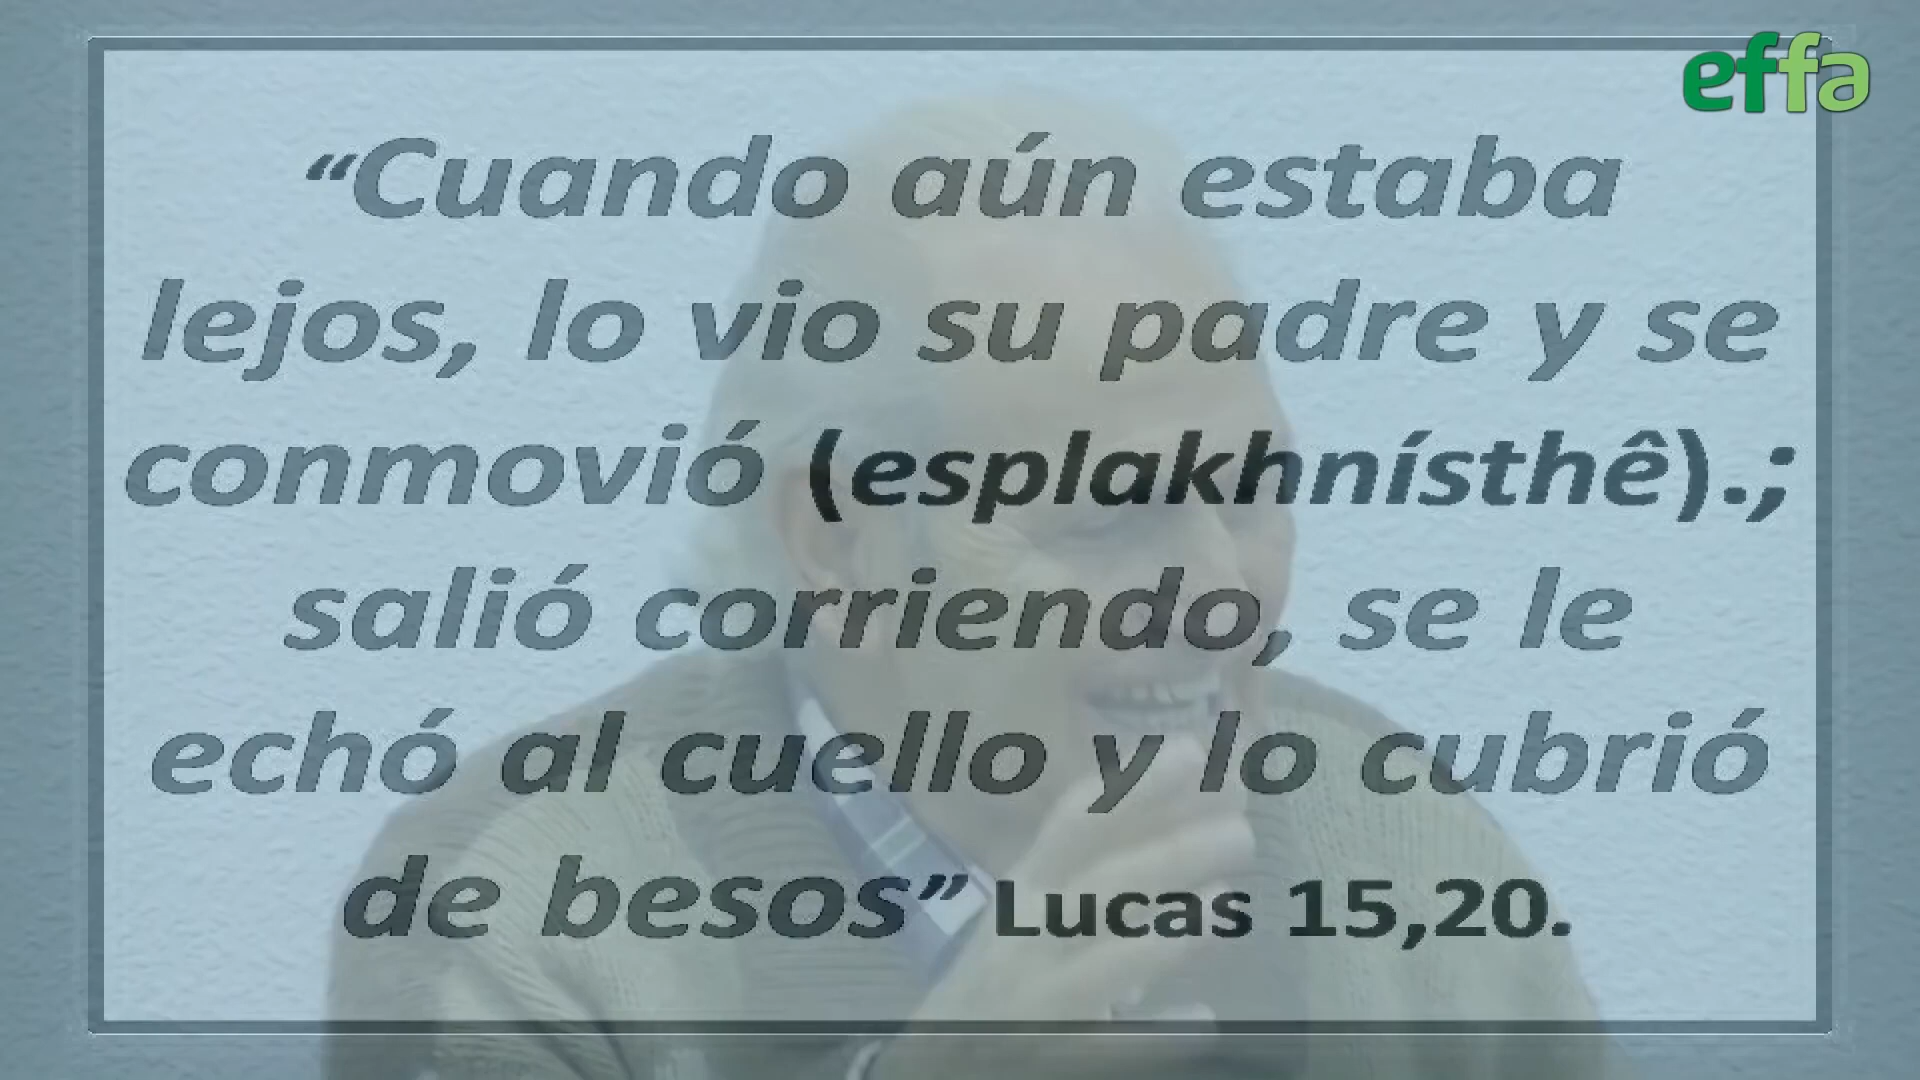 effa
“Cuando aún estaba
lejos, lo vio su padre y se
conmovió (esplakhnísthê).;
salió corriendo, se le
echó al cuello y lo cubrió
de besos” Lucas 15,20.